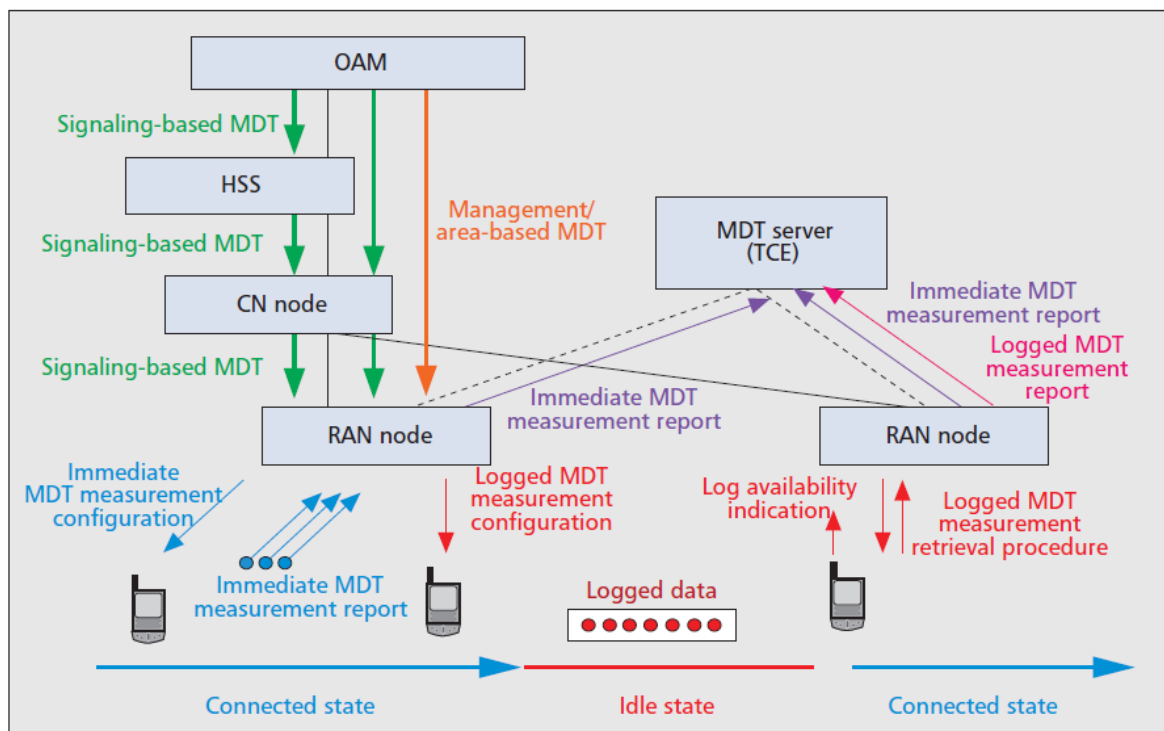 OAM
Signaling-based MDT
HSS
Signaling-based MDT
Management/
area-based MDT
MDT server
(TCE)
CN node
Immediate MDT
measurement report
Signaling-based MDT
Logged MDT
measurement
report
Immediate MDT
measurement report
RAN node
RAN node
Immediate
MDT measurement
configuration
Logged MDT
measurement
configuration
Log availability
indication
Logged MDT
measurement
retrieval procedure
Immediate MDT
measurement report
Logged data
Connected state
Idle state
Connected state